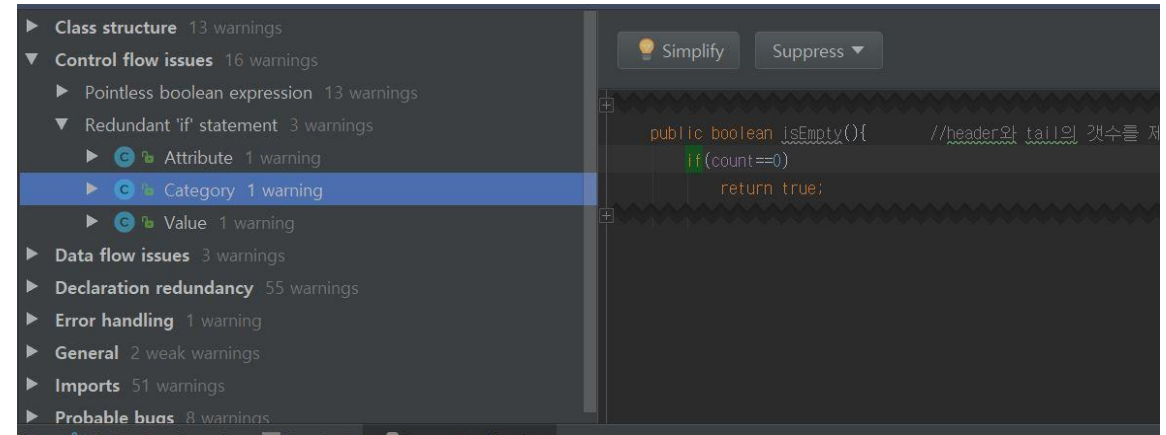 Class structure 13 warnings
Control flow issues 16 warnings
Pointless boolean expression 13 warnings
Redundant 'if' statement 3 warnings
Attribute 1 warning
Category 1 warning
Value 1 warning
Data flow issues 3 warnings
Declaration redundancy 55 warnings
Error handling 1 warning
General 2 weak warnings
Imports 51 warnings
Probable bugs 8 warnings
Simplify Suppress
public boolean isEmpty(){ //header와 tail의 갯수를 제
if(count==0)
return true;